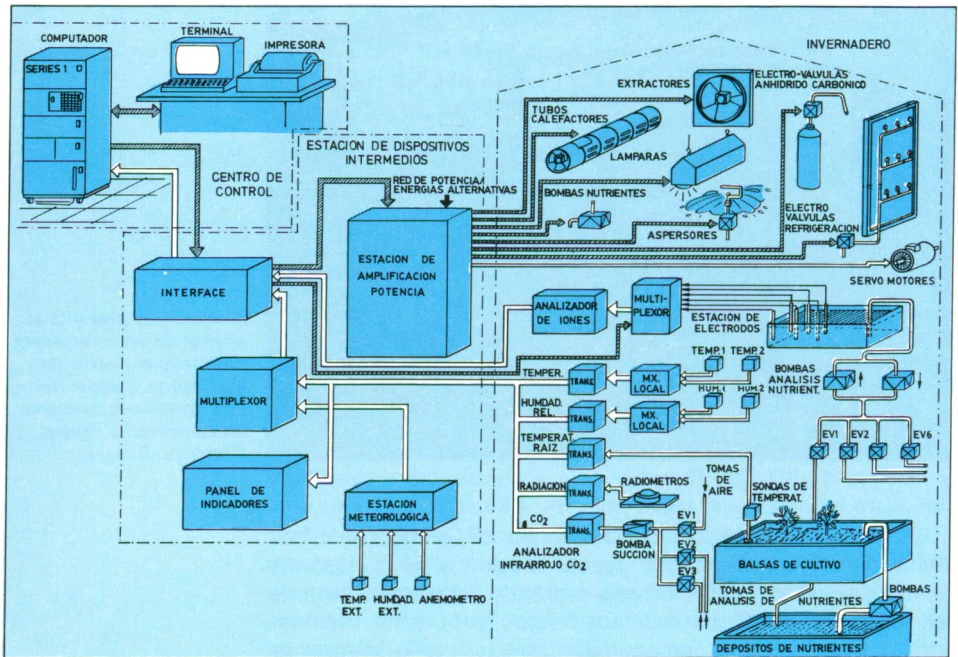 COMPUTADOR
TERMINAL
IMPRESORA
SERIES 1
CENTRO DE
CONTROL
ESTACION DE DISPOSITIVOS
INTERMEDIOS
RED DE POTENCIA/
ENERGIAS ALTERNATIVAS
INVERNADERO
EXTRACTORES
ELECTRO-VALVULAS
ANHIDRIDO CARBONICO
TUBOS
CALEFACTORES
LAMPARAS
BOMBAS NUTRIENTES
ASPERSORES
ELECTRO
VALVULAS
REFRIGERACION
SERVO MOTORES
INTERFACE
ESTACION DE
AMPLIFICACION
POTENCIA
ANALIZADOR
DE IONES
MULTI-
PLEXOR
ESTACION DE
ELECTRODOS
MULTIPLEXOR
PANEL DE
INDICADORES
ESTACION
METEOROLOGICA
TEMP.
EXT.
HUMDAD.
EXT.
ANEMOMETRO
TEMPER.
TRANS.
MX.
LOCAL
TEMP.1
TEMP.2
HUMDAD.
REL.
TRANS.
MX.
LOCAL
HUM.1
HUM.2
TEMPERAT.
RAIZ
TRANS.
RADIACION
TRANS.
RADIOMETROS
CO2
TRANS.
ANALIZADOR
INFRARROJO CO2
BOMBA
SUCCION
EV1
EV2
EV3
TOMAS
DE
AIRE
BOMBAS
ANALISIS
NUTRIENT.
EV1
EV2
EV6
SONDAS DE
TEMPERAT.
BALSAS DE CULTIVO
TOMAS DE
ANALISIS DE NUTRIENTES
BOMBAS
DEPOSITOS DE NUTRIENTES